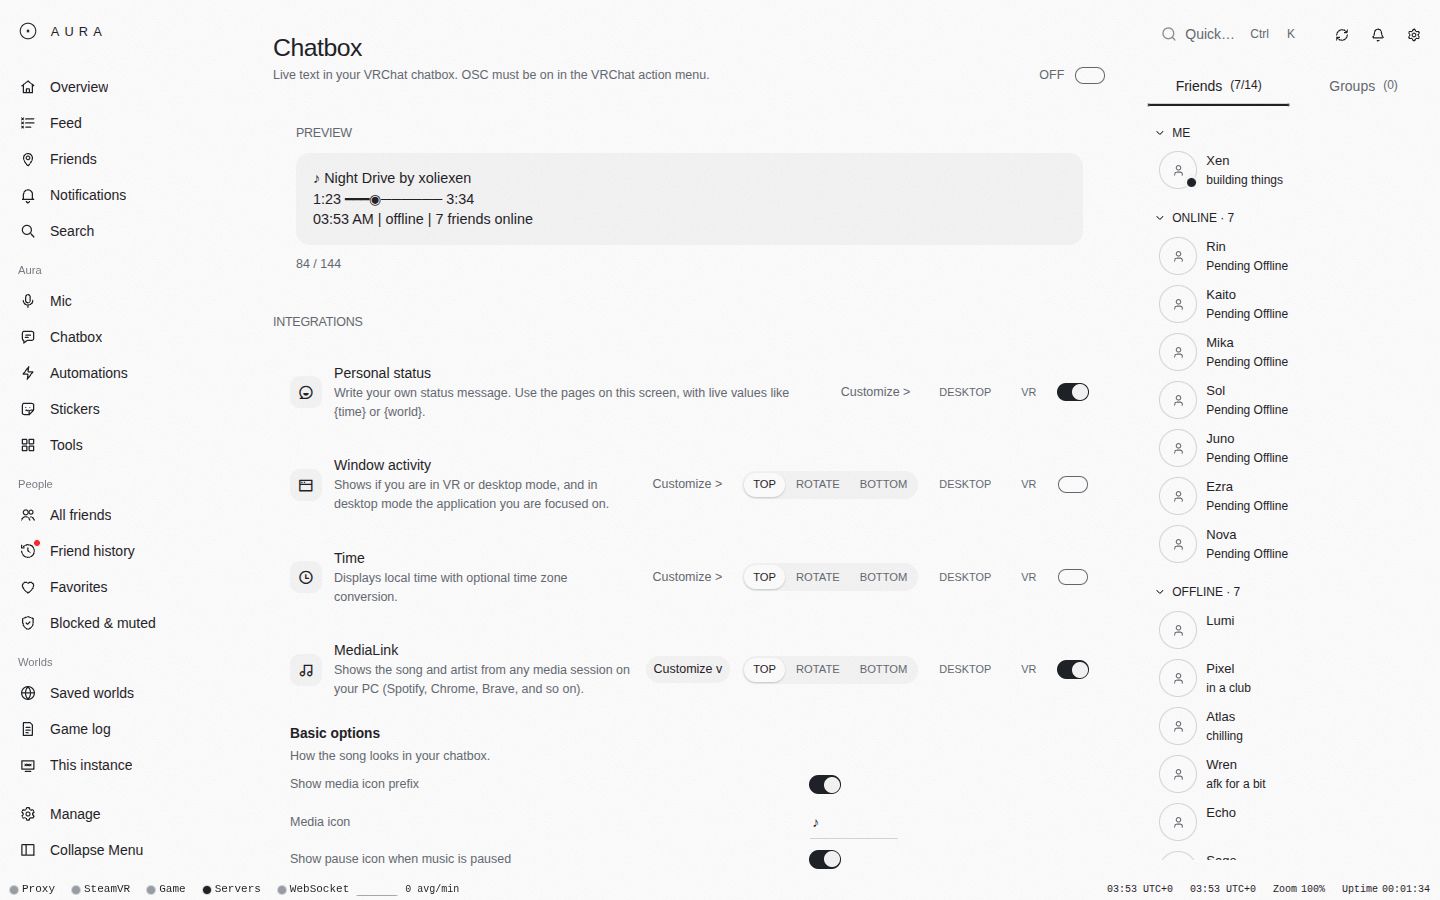 AURA
Overview
Feed
Friends
Notifications
Search
Aura
Mic
Chatbox
Automations
Stickers
Tools
People
All friends
Friend history
Favorites
Blocked & muted
Worlds
Saved worlds
Game log
This instance
Manage
Collapse Menu
Chatbox
Live text in your VRChat chatbox. OSC must be on in the VRChat action menu.
OFF
PREVIEW
♪ Night Drive by xoliexen
1:23 ━━━◉────── 3:34
03:53 AM | offline | 7 friends online
84 / 144
INTEGRATIONS
Personal status
Write your own status message. Use the pages on this screen, with live values like
{time} or {world}.
Customize > DESKTOP VR
Window activity
Shows if you are in VR or desktop mode, and in
desktop mode the application you are focused on.
Customize > TOP ROTATE BOTTOM DESKTOP VR
Time
Displays local time with optional time zone
conversion.
Customize > TOP ROTATE BOTTOM DESKTOP VR
MediaLink
Shows the song and artist from any media session on
your PC (Spotify, Chrome, Brave, and so on).
Customize v TOP ROTATE BOTTOM DESKTOP VR
Basic options
How the song looks in your chatbox.
Show media icon prefix
Media icon ♪
Show pause icon when music is paused
Quick... Ctrl K
Friends (7/14) Groups (0)
ME
Xen
building things
ONLINE · 7
Rin
Pending Offline
Kaito
Pending Offline
Mika
Pending Offline
Sol
Pending Offline
Juno
Pending Offline
Ezra
Pending Offline
Nova
Pending Offline
OFFLINE · 7
Lumi
Pixel
in a club
Atlas
chilling
Wren
afk for a bit
Echo
Proxy SteamVR Game Servers WebSocket 0 avg/min
03:53 UTC+0 03:53 UTC+0 Zoom 100% Uptime 00:01:34